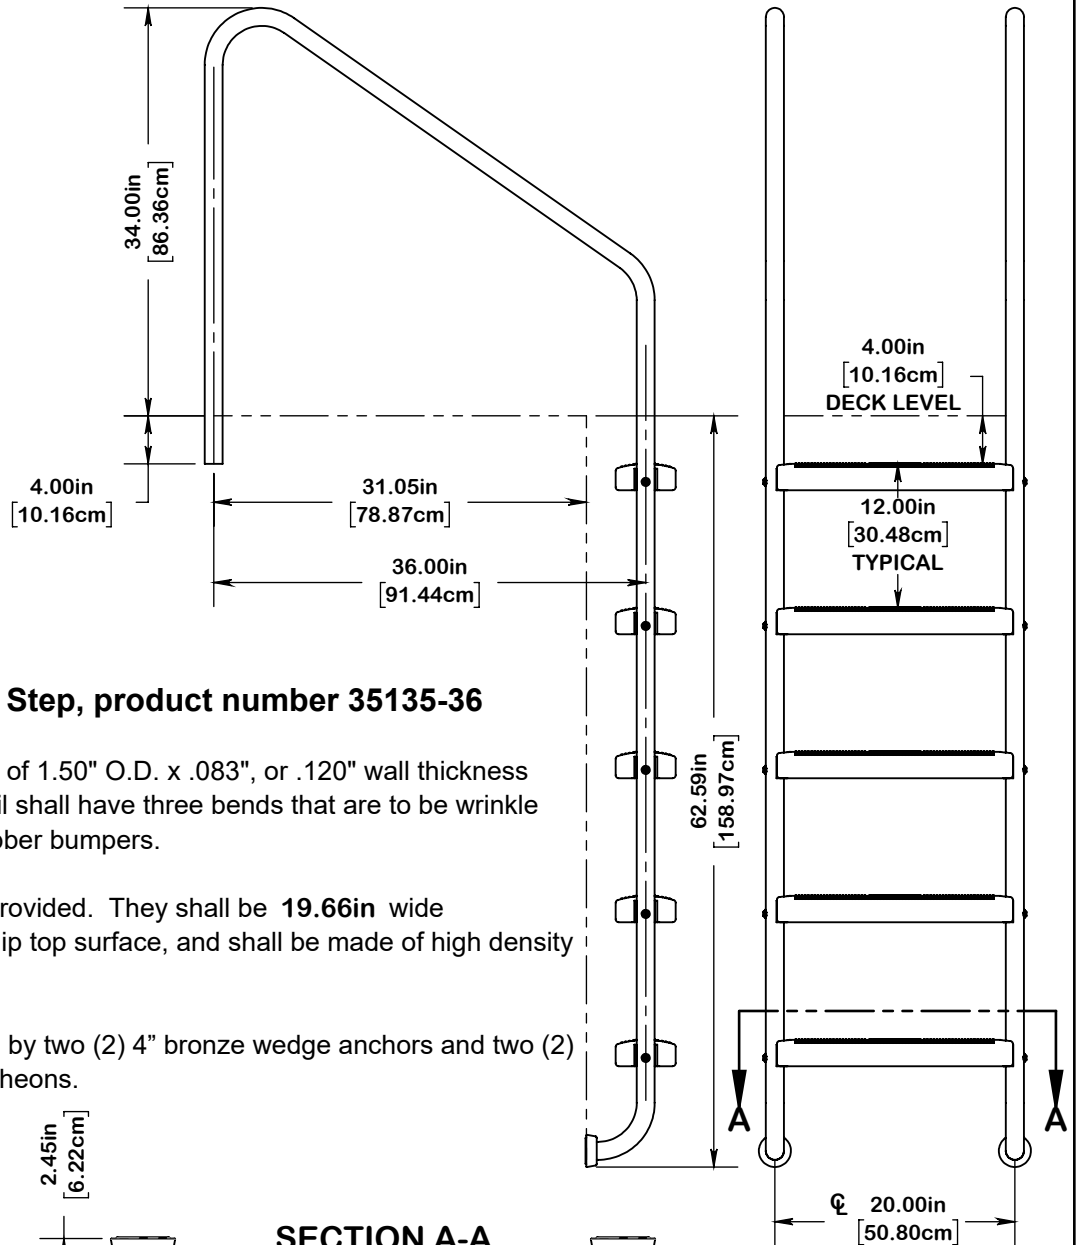 34.00in
[86.36cm]
4.00in
[10.16cm]
DECK LEVEL
4.00in
[10.16cm]
31.05in
[78.87cm]
12.00in
[30.48cm]
TYPICAL
36.00in
[91.44cm]
Step, product number 35135-36
of 1.50" O.D. x .083", or .120" wall thickness
il shall have three bends that are to be wrinkle
ber bumpers.
62.59in
[158.97cm]
rovided. They shall be 19.66in wide
ip top surface, and shall be made of high density
by two (2) 4” bronze wedge anchors and two (2)
heons.
A
A
2.45in
[6.22cm]
℄ 20.00in
[50.80cm]
SECTION A-A